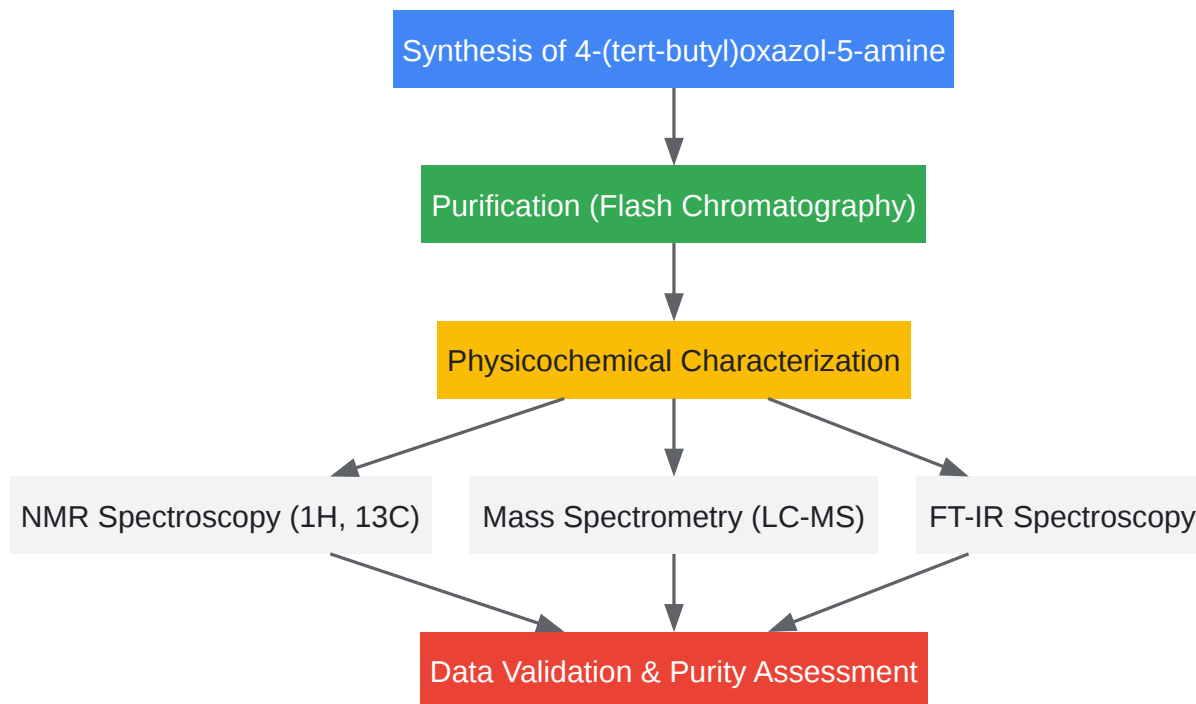 Synthesis of 4-(tert-butyl)oxazol-5-amine
Purification (Flash Chromatography)
Physicochemical Characterization
NMR Spectroscopy (1H, 13C)
Mass Spectrometry (LC-MS)
FT-IR Spectroscopy
Data Validation & Purity Assessment